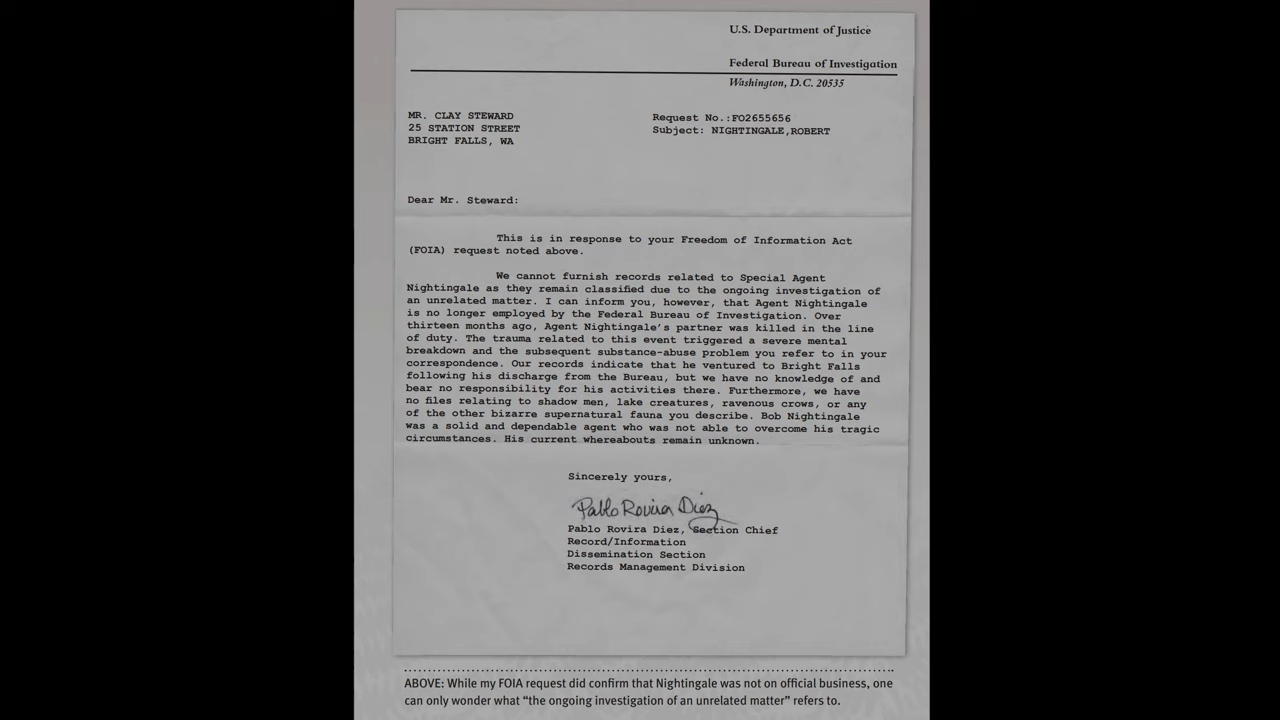 U.S. Department of Justice
Federal Bureau of Investigation
Washington, D.C. 20535
MR. CLAY STEWARD
25 STATION STREET
BRIGHT FALLS, WA
Request No.:FO2655656
Subject: NIGHTINGALE,ROBERT
Dear Mr. Steward:
This is in response to your Freedom of Information Act
(FOIA) request noted above.
We cannot furnish records related to Special Agent
Nightingale as they remain classified due to the ongoing investigation of
an unrelated matter. I can inform you, however, that Agent Nightingale
is no longer employed by the Federal Bureau of Investigation. Over
thirteen months ago, Agent Nightingale's partner was killed in the line
of duty. The trauma related to this event triggered a severe mental
breakdown and the subsequent substance-abuse problem you refer to in your
correspondence. Our records indicate that he ventured to Bright Falls
following his discharge from the Bureau, but we have no knowledge of and
bear no responsibility for his activities there. Furthermore, we have
no files relating to shadow men, lake creatures, ravenous crows, or any
of the other bizarre supernatural fauna you describe. Bob Nightingale
was a solid and dependable agent who was not able to overcome his tragic
circumstances. His current whereabouts remain unknown.
Sincerely yours,
Pablo Rovira Diez
Pablo Rovira Diez, Section Chief
Record/Information
Dissemination Section
Records Management Division
ABOVE: While my FOIA request did confirm that Nightingale was not on official business, one
can only wonder what “the ongoing investigation of an unrelated matter” refers to.